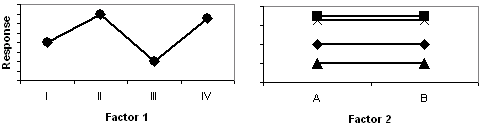 Response
I II III IV
Factor 1
A B
Factor 2